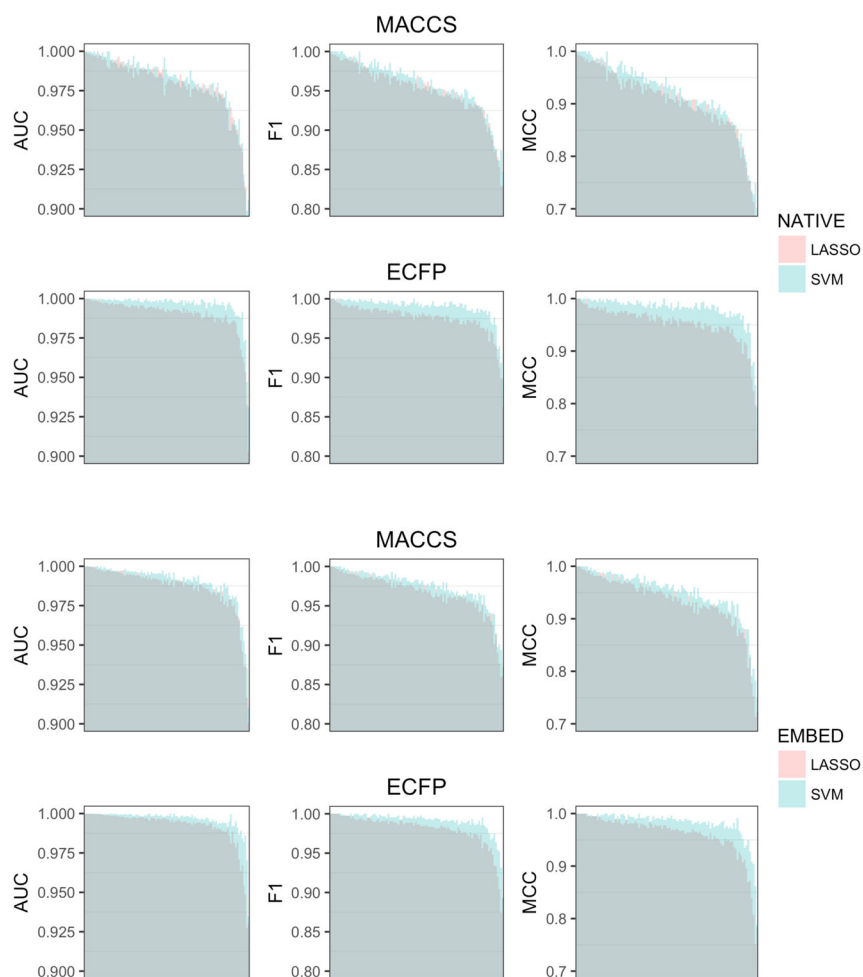 MACCS
1.000
0.975
0.950
0.925
0.900
AUC
1.00
0.95
0.90
0.85
0.80
F1
1.0
0.9
0.8
0.7
MCC
NATIVE
LASSO
SVM
ECFP
1.000
0.975
0.950
0.925
0.900
AUC
1.00
0.95
0.90
0.85
0.80
F1
1.0
0.9
0.8
0.7
MCC
MACCS
1.000
0.975
0.950
0.925
0.900
AUC
1.00
0.95
0.90
0.85
0.80
F1
1.0
0.9
0.8
0.7
MCC
EMBED
LASSO
SVM
ECFP
1.000
0.975
0.950
0.925
0.900
AUC
1.00
0.95
0.90
0.85
0.80
F1
1.0
0.9
0.8
0.7
MCC